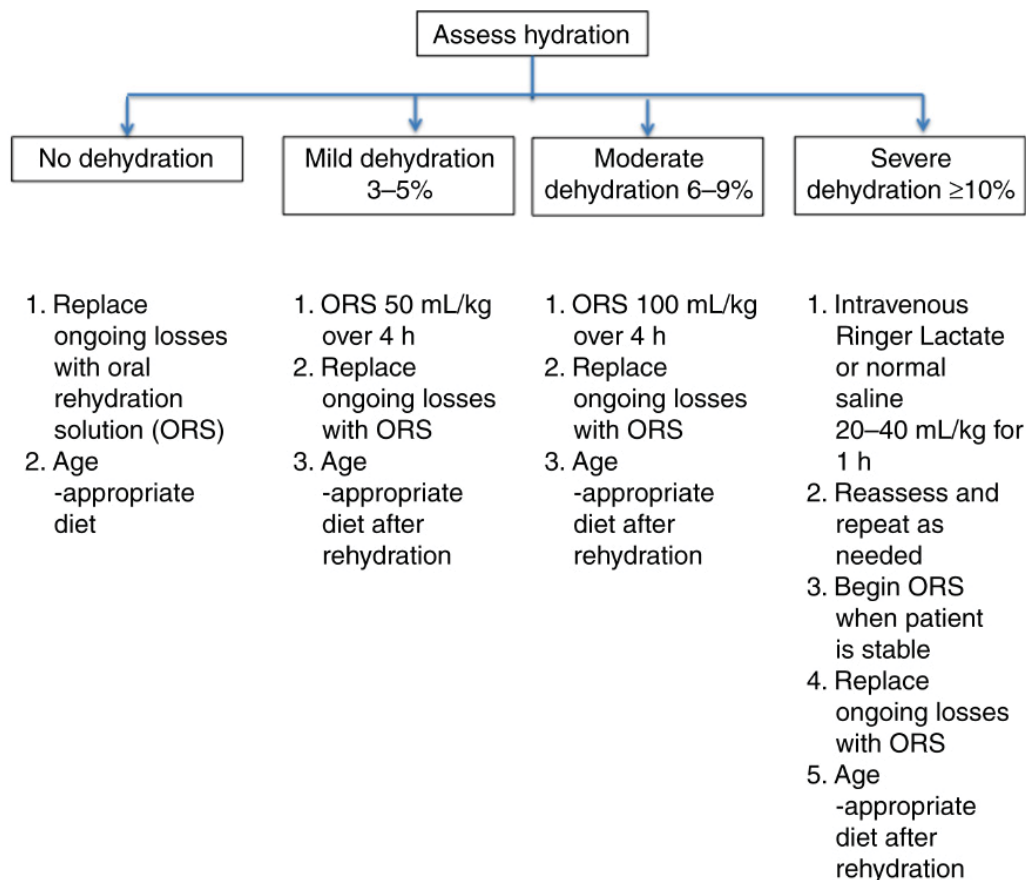 Assess hydration
No dehydration
Mild dehydration
3–5%
Moderate
dehydration 6–9%
Severe
dehydration ≥10%
1. Replace
ongoing losses
with oral
rehydration
solution (ORS)
2. Age
-appropriate
diet
1. ORS 50 mL/kg
over 4 h
2. Replace
ongoing losses
with ORS
3. Age
-appropriate
diet after
rehydration
1. ORS 100 mL/kg
over 4 h
2. Replace
ongoing losses
with ORS
3. Age
-appropriate
diet after
rehydration
1. Intravenous
Ringer Lactate
or normal
saline
20–40 mL/kg for
1 h
2. Reassess and
repeat as
needed
3. Begin ORS
when patient
is stable
4. Replace
ongoing losses
with ORS
5. Age
-appropriate
diet after
rehydration